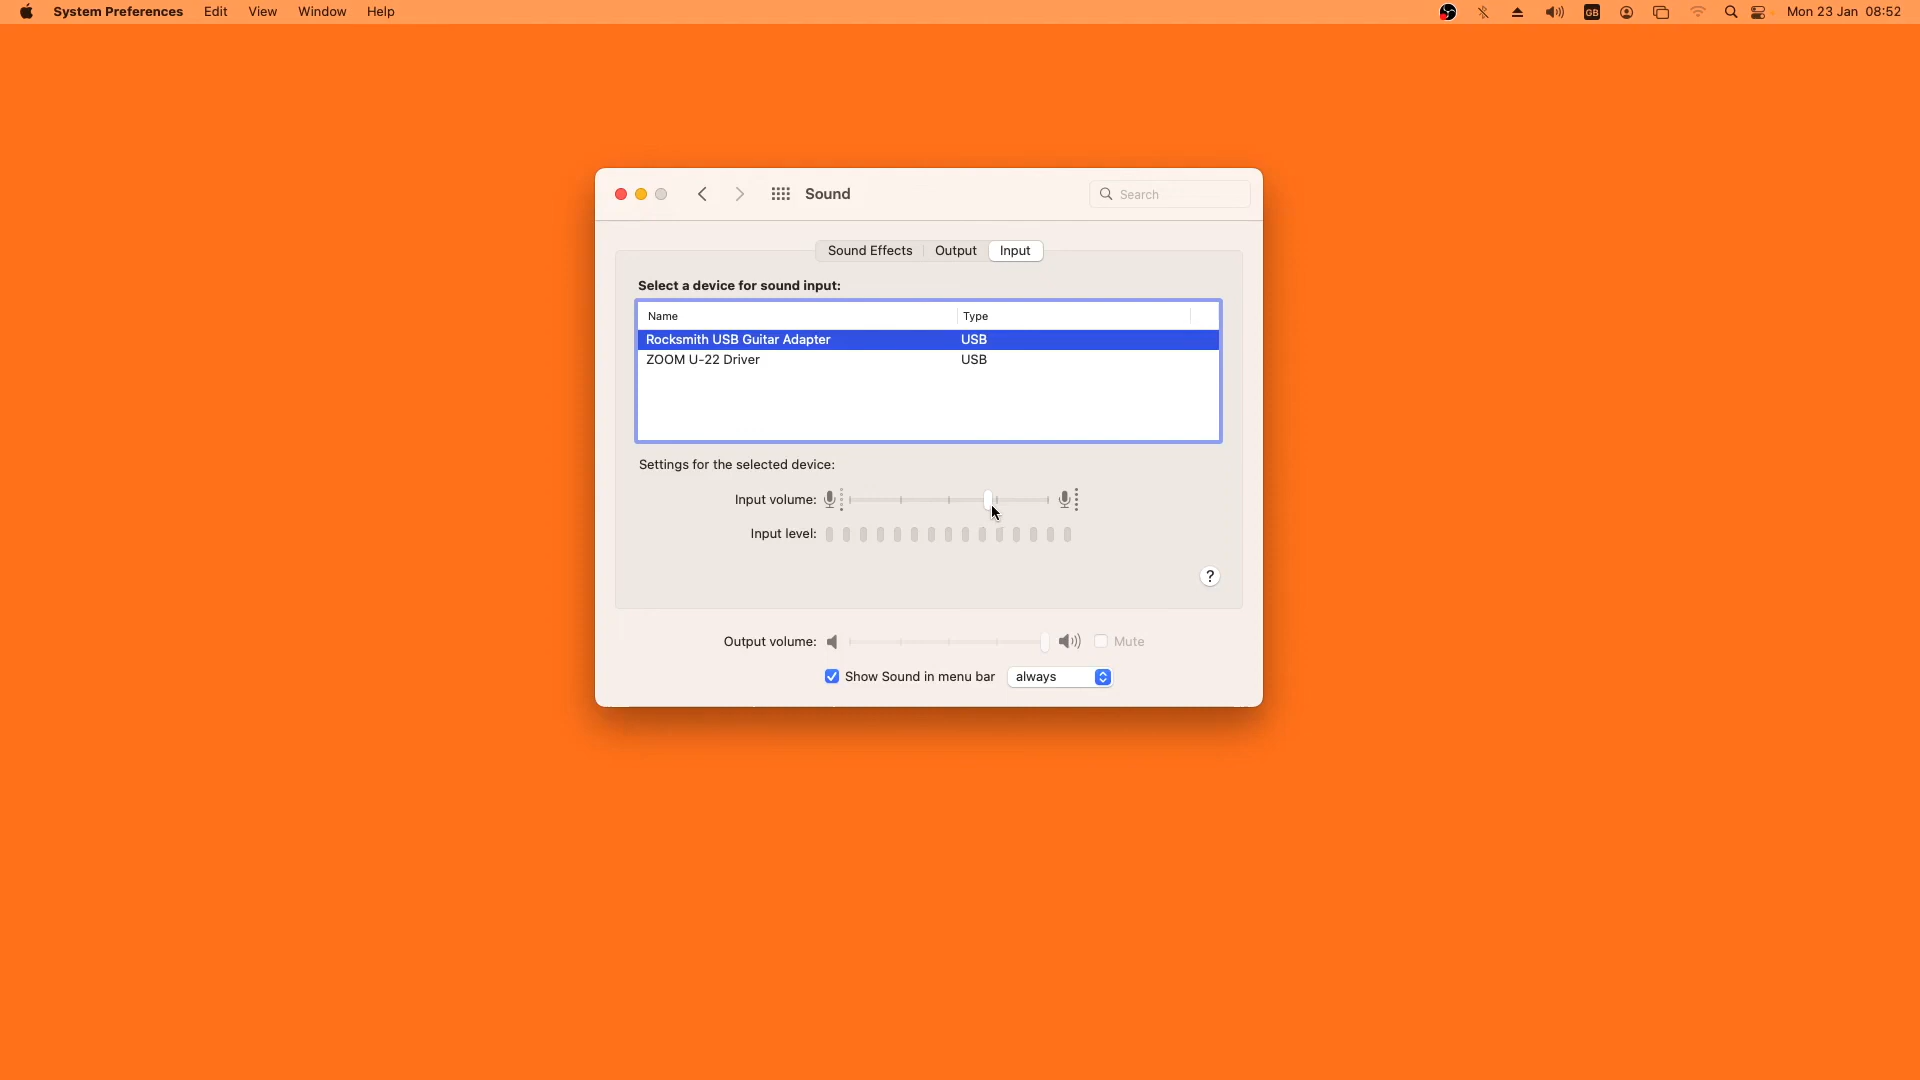 System Preferences Edit View Window Help GB Mon 23 Jan 08:52
Sound Search
Sound Effects Output Input
Select a device for sound input:
Name Type
Rocksmith USB Guitar Adapter USB
ZOOM U-22 Driver USB
Settings for the selected device:
Input volume:
Input level:
?
Output volume: Mute
Show Sound in menu bar always